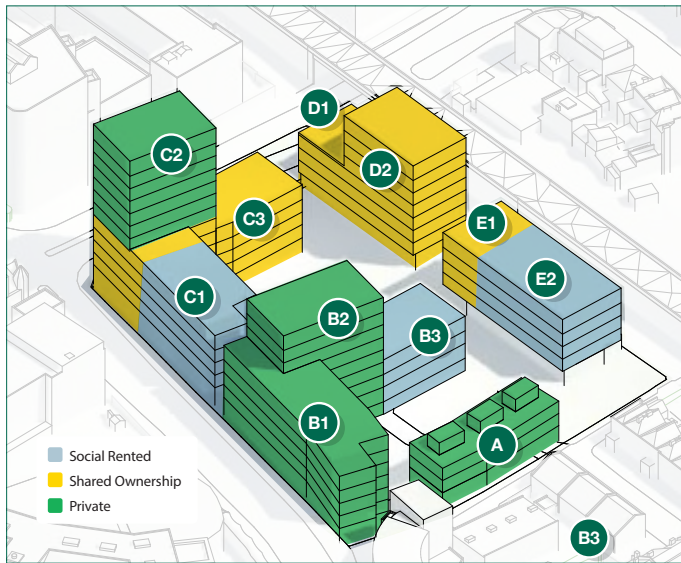 D1
C2
D2
C3
E1
E2
C1
B2
B3
B1
A
Social Rented
Shared Ownership
Private
B3